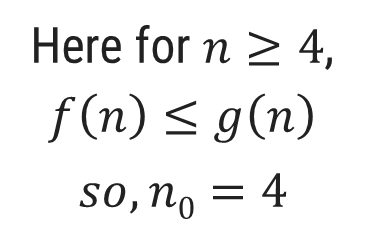 Here for n ≥ 4,
f(n) ≤ g(n)
so, n₀ = 4